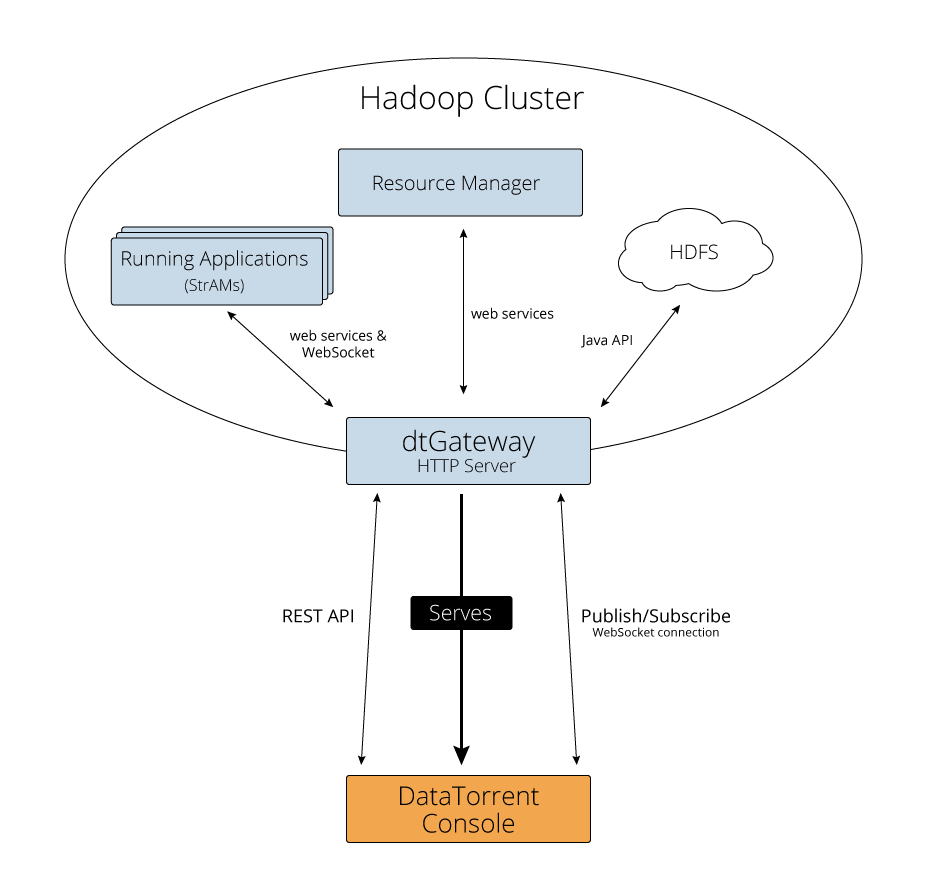 Hadoop Cluster
Resource Manager
Running Applications
(StrAMs)
HDFS
web services &
WebSocket
web services
Java API
dtGateway
HTTP Server
REST API
Serves
Publish/Subscribe
WebSocket connection
DataTorrent
Console